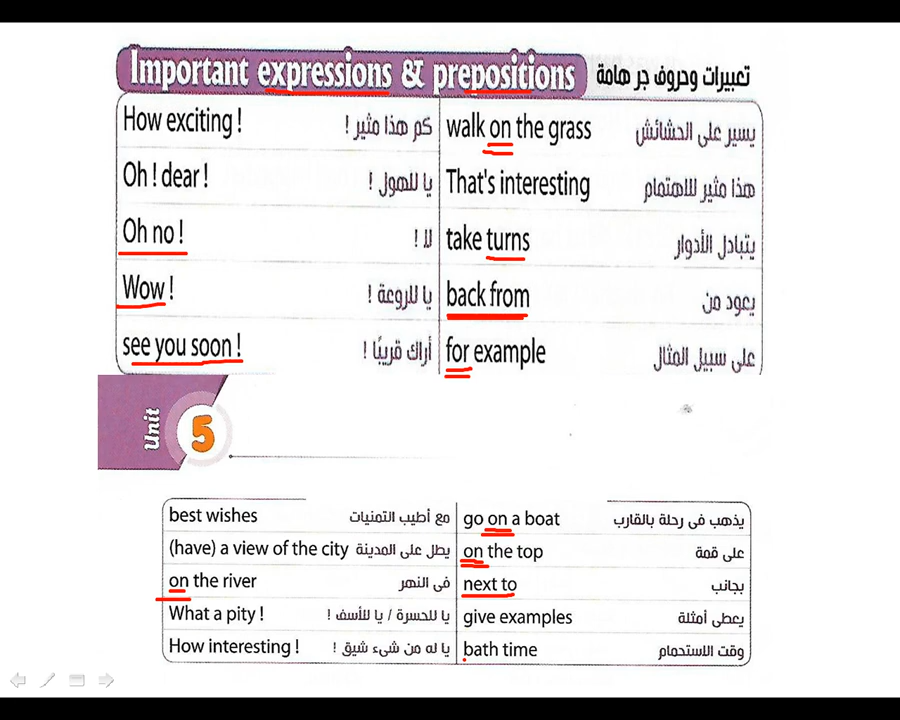 Important expressions & prepositions تعبيرات وحروف جر هامة
How exciting ! كم هذا مثير ! walk on the grass يسير على الحشائش
Oh ! dear ! يا للهول ! That's interesting هذا مثير للاهتمام
Oh no ! لا ! take turns يتبادل الأدوار
Wow ! يا للروعة ! back from يعود من
see you soon ! أراك قريبًا ! for example على سبيل المثال
Unit 5
best wishes مع أطيب التمنيات go on a boat يذهب فى رحلة بالقارب
(have) a view of the city يطل على المدينة on the top على قمة
on the river فى النهر next to بجانب
What a pity ! يا للحسرة / يا للأسف ! give examples يعطى أمثلة
How interesting ! يا له من شىء شيق ! bath time وقت الاستحمام